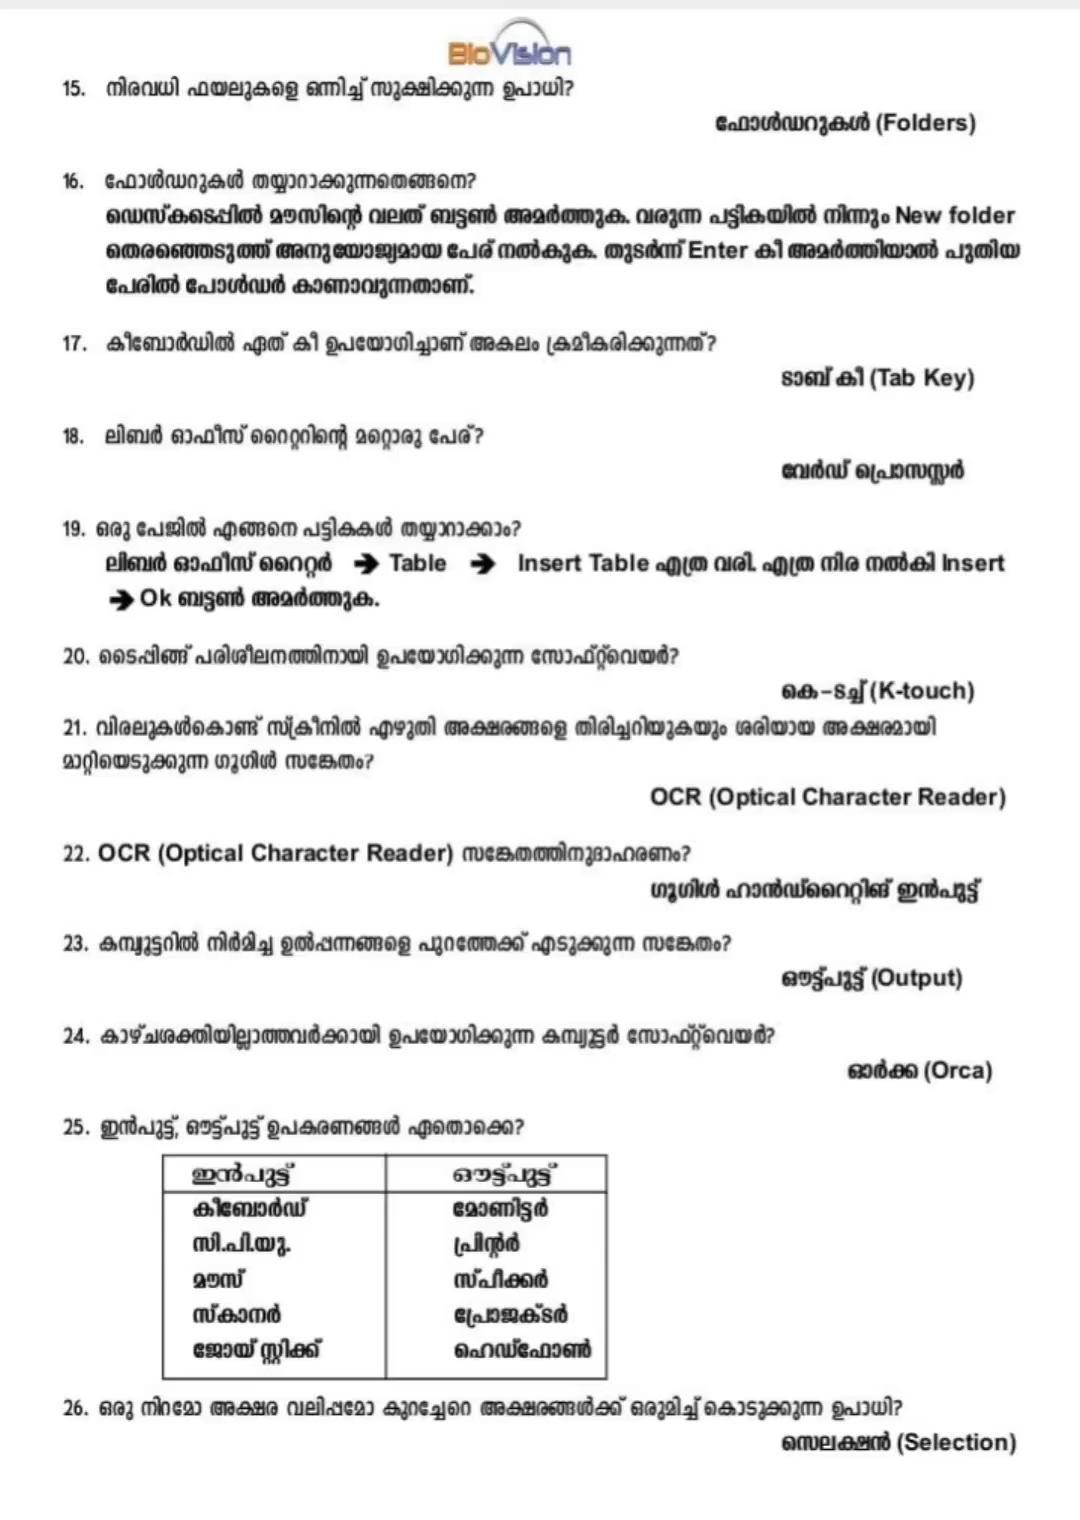 BioVision
15. നിരവധി ഫയലുകളെ ഒന്നിച്ച് സൂക്ഷിക്കുന്ന ഉപാധി?
ഫോൾഡറുകൾ (Folders)
16. ഫോൾഡറുകൾ തയ്യാറാക്കുന്നതെങ്ങനെ?
ഡെസ്കടെപ്പിൽ മൗസിന്റെ വലത് ബട്ടൺ അമർത്തുക. വരുന്ന പട്ടികയിൽ നിന്നും New folder
തെരഞ്ഞെടുത്ത് അനുയോജ്യമായ പേര് നൽകുക. തുടർന്ന് Enter കീ അമർത്തിയാൽ പുതിയ
പേരിൽ പോൾഡർ കാണാവുന്നതാണ്.
17. കീബോർഡിൽ ഏത് കീ ഉപയോഗിച്ചാണ് അകലം ക്രമീകരിക്കുന്നത്?
ടാബ് കീ (Tab Key)
18. ലിബർ ഓഫീസ് റൈറ്ററിന്റെ മറ്റൊരു പേര്?
വേർഡ് പ്രൊസസ്സർ
19. ഒരു പേജിൽ എങ്ങനെ പട്ടികകൾ തയ്യാറാക്കാം?
ലിബർ ഓഫീസ് റൈറ്റർ ➔ Table ➔ Insert Table എത്ര വരി. എത്ര നിര നൽകി Insert
➔ Ok ബട്ടൺ അമർത്തുക.
20. ടൈപ്പിങ്ങ് പരിശീലനത്തിനായി ഉപയോഗിക്കുന്ന സോഫ്റ്റ്‌വെയർ?
കെ-ടച്ച് (K-touch)
21. വിരലുകൾകൊണ്ട് സ്ക്രീനിൽ എഴുതി അക്ഷരങ്ങളെ തിരിച്ചറിയുകയും ശരിയായ അക്ഷരമായി
മാറ്റിയെടുക്കുന്ന ഗൂഗിൾ സങ്കേതം?
OCR (Optical Character Reader)
22. OCR (Optical Character Reader) സങ്കേതത്തിനുദാഹരണം?
ഗൂഗിൾ ഹാൻഡ്റൈറ്റിങ് ഇൻപുട്ട്
23. കമ്പ്യൂട്ടറിൽ നിർമിച്ച ഉൽപ്പന്നങ്ങളെ പുറത്തേക്ക് എടുക്കുന്ന സങ്കേതം?
ഔട്ട്പുട്ട് (Output)
24. കാഴ്ചശക്തിയില്ലാത്തവർക്കായി ഉപയോഗിക്കുന്ന കമ്പ്യൂട്ടർ സോഫ്റ്റ്‌വെയർ?
ഓർക്ക (Orca)
25. ഇൻപുട്ട്, ഔട്ട്പുട്ട് ഉപകരണങ്ങൾ ഏതൊക്കെ?
ഇൻപുട്ട് ഔട്ട്പുട്ട്
കീബോർഡ് മോണിട്ടർ
സി.പി.യു. പ്രിന്റർ
മൗസ് സ്പീക്കർ
സ്കാനർ പ്രോജക്ടർ
ജോയ് സ്റ്റിക്ക് ഹെഡ്ഫോൺ
26. ഒരു നിറമോ അക്ഷര വലിപ്പമോ കുറച്ചേറെ അക്ഷരങ്ങൾക്ക് ഒരുമിച്ച് കൊടുക്കുന്ന ഉപാധി?
സെലക്ഷൻ (Selection)